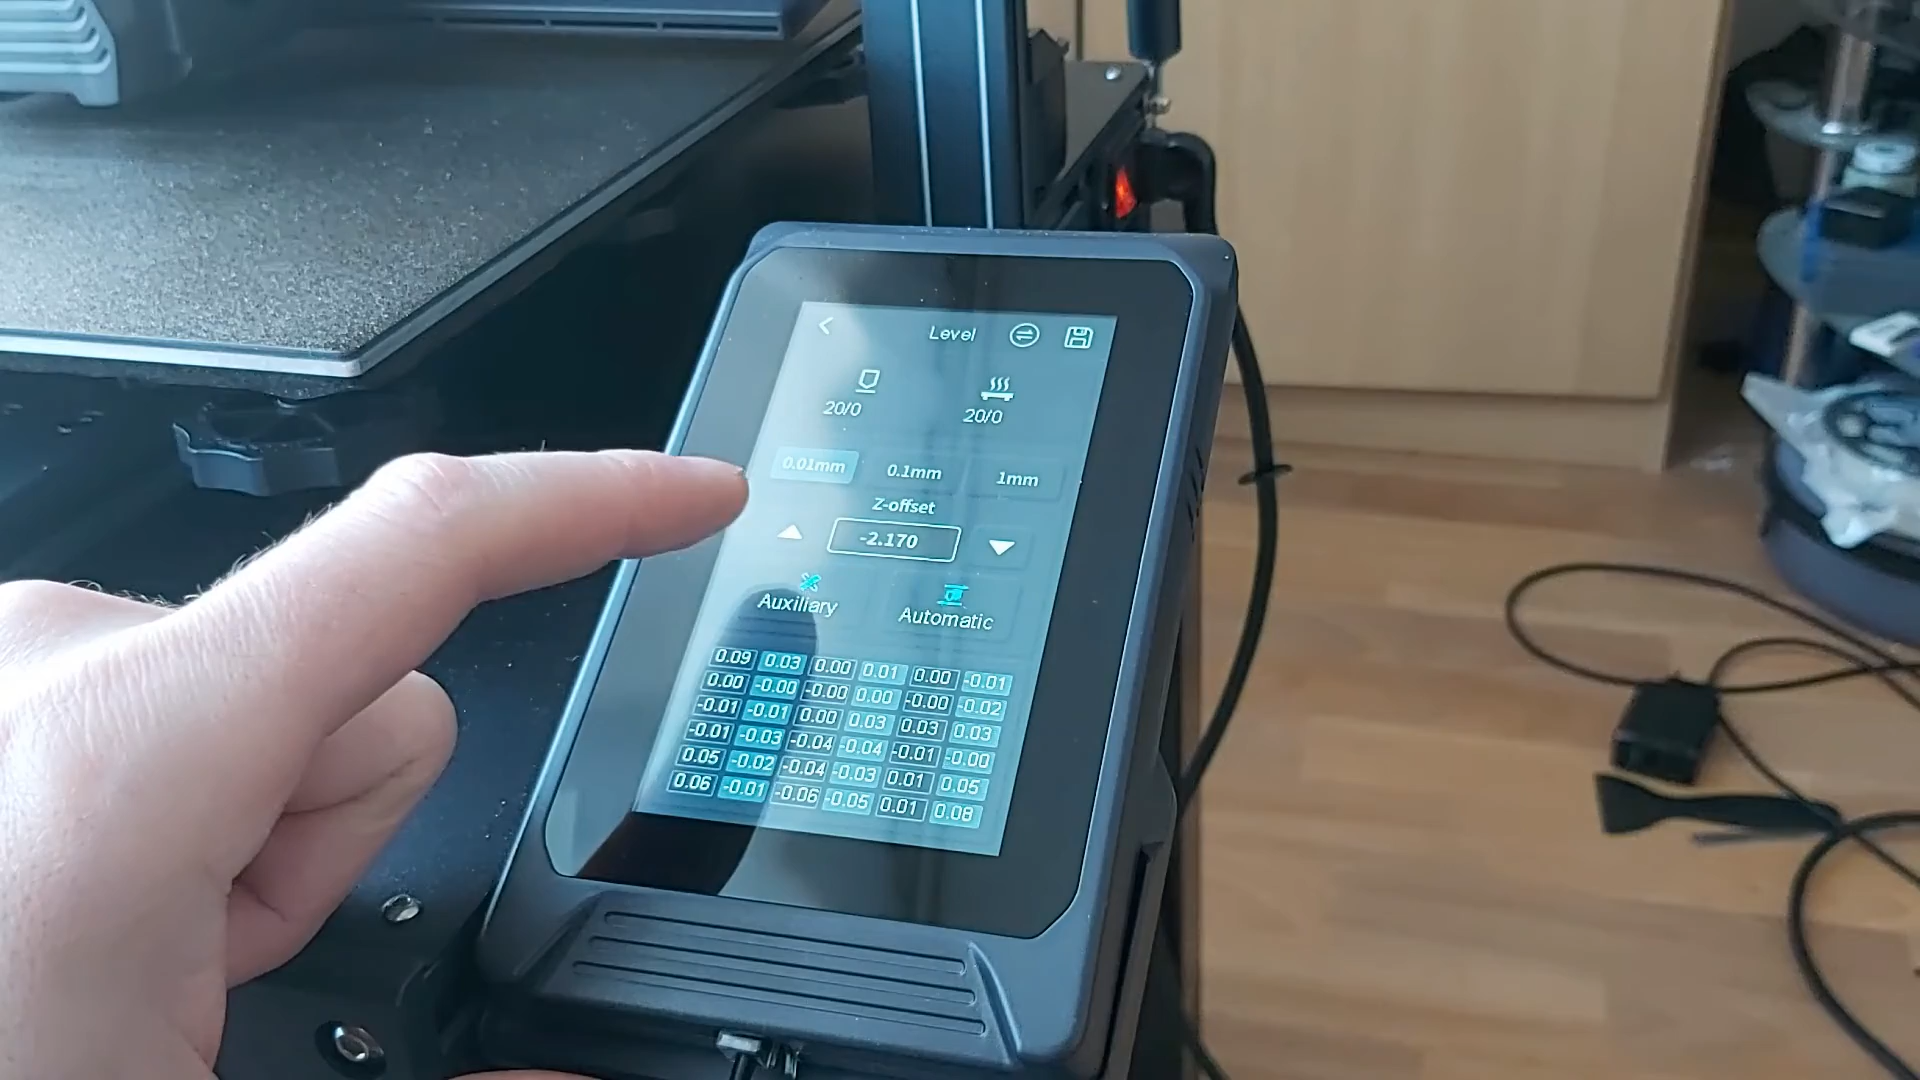 Level
20/0 20/0
0.01mm 0.1mm 1mm
Z-offset
-2.170
Auxiliary Automatic
0.09 0.03 0.00 0.01 0.00 -0.01
0.00 -0.00 -0.00 0.00 -0.00 -0.02
-0.01 -0.01 0.00 0.03 0.03 0.03
-0.01 -0.03 -0.04 -0.04 -0.01 -0.00
0.05 -0.02 -0.04 -0.03 0.01 0.05
0.06 -0.01 -0.06 -0.05 0.01 0.08